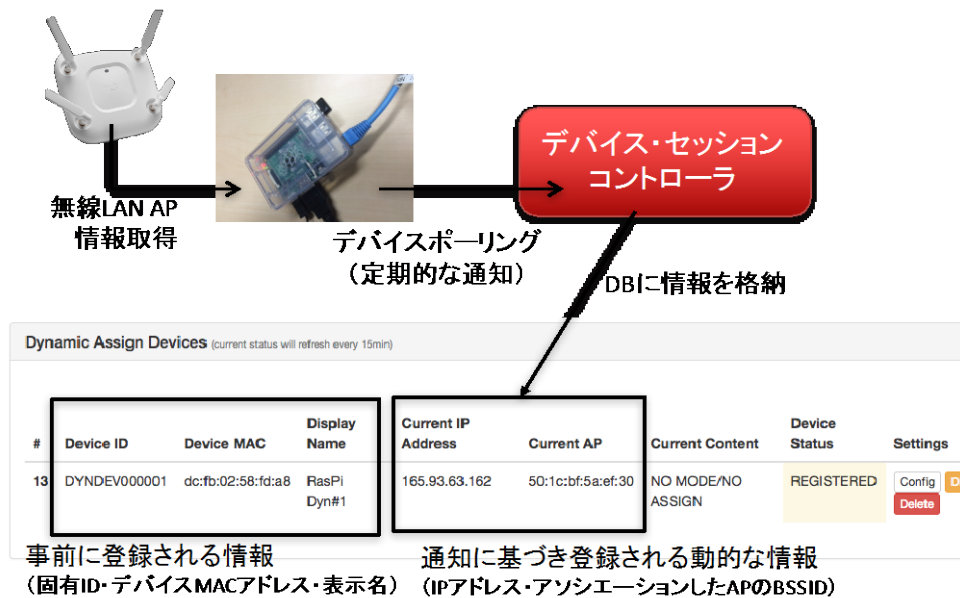 デバイス・セッション
コントローラ
無線LAN AP
情報取得
デバイスポーリング
（定期的な通知）
DBに情報を格納
Dynamic Assign Devices (current status will refresh every 15min)
# Device ID Device MAC Display Name Current IP Address Current AP Current Content Device Status Settings
13 DYNDEV000001 dc:fb:02:58:fd:a8 RasPi Dyn#1 165.93.63.162 50:1c:bf:5a:ef:30 NO MODE/NO ASSIGN REGISTERED Config D
Delete
事前に登録される情報
（固有ID・デバイスMACアドレス・表示名）
通知に基づき登録される動的な情報
（IPアドレス・アソシエーションしたAPのBSSID）